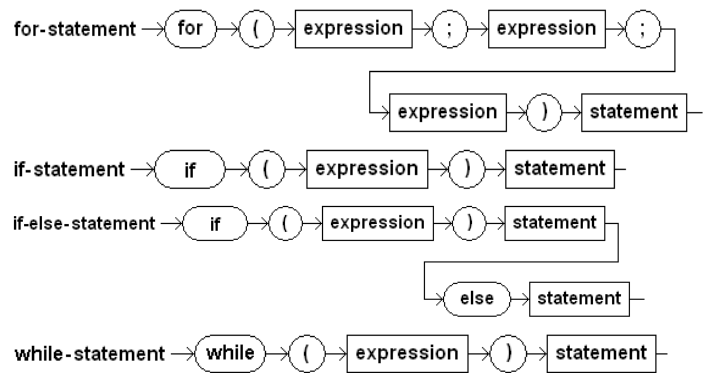 for-statement for ( expression ; expression ;
expression ) statement
if-statement if ( expression ) statement
if-else-statement if ( expression ) statement
else statement
while-statement while ( expression ) statement